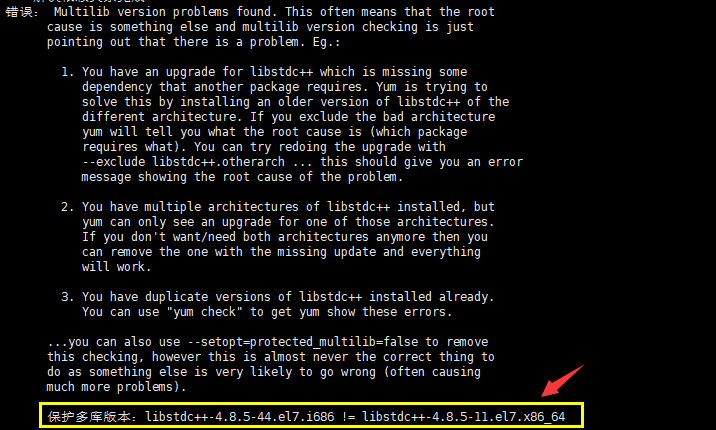 错误： Multilib version problems found. This often means that the root
cause is something else and multilib version checking is just
pointing out that there is a problem. Eg.:
1. You have an upgrade for libstdc++ which is missing some
dependency that another package requires. Yum is trying to
solve this by installing an older version of libstdc++ of the
different architecture. If you exclude the bad architecture
yum will tell you what the root cause is (which package
requires what). You can try redoing the upgrade with
--exclude libstdc++.otherarch ... this should give you an error
message showing the root cause of the problem.
2. You have multiple architectures of libstdc++ installed, but
yum can only see an upgrade for one of those architectures.
If you don't want/need both architectures anymore then you
can remove the one with the missing update and everything
will work.
3. You have duplicate versions of libstdc++ installed already.
You can use "yum check" to get yum show these errors.
...you can also use --setopt=protected_multilib=false to remove
this checking, however this is almost never the correct thing to
do as something else is very likely to go wrong (often causing
much more problems).
保护多库版本：libstdc++-4.8.5-44.el7.i686 != libstdc++-4.8.5-11.el7.x86_64